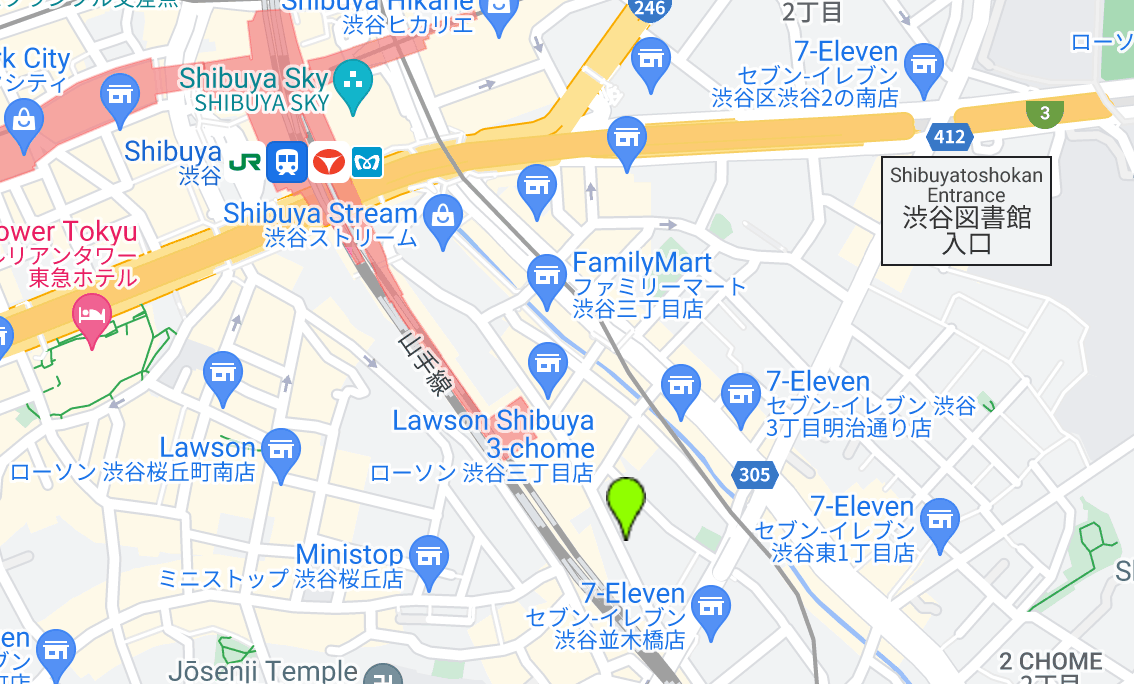 Shibuya Hikarie
渋谷ヒカリエ
246
2丁目
7-Eleven
セブン-イレブン
渋谷区渋谷2の南店
Shibuya Sky
SHIBUYA SKY
412
3
Shibuya
渋谷
JR
Shibuyatoshokan
Entrance
渋谷図書館
入口
Shibuya Stream
渋谷ストリーム
ower Tokyu
ルリアンタワー
東急ホテル
FamilyMart
ファミリーマート
渋谷三丁目店
山手線
7-Eleven
セブン-イレブン 渋谷
3丁目明治通り店
Lawson Shibuya
3-chome
ローソン 渋谷三丁目店
Lawson
ローソン 渋谷桜丘町南店
305
7-Eleven
セブン-イレブン
渋谷東1丁目店
Ministop
ミニストップ 渋谷桜丘店
7-Eleven
セブン-イレブン
渋谷並木橋店
Jōsenji Temple
2 CHOME
2丁目